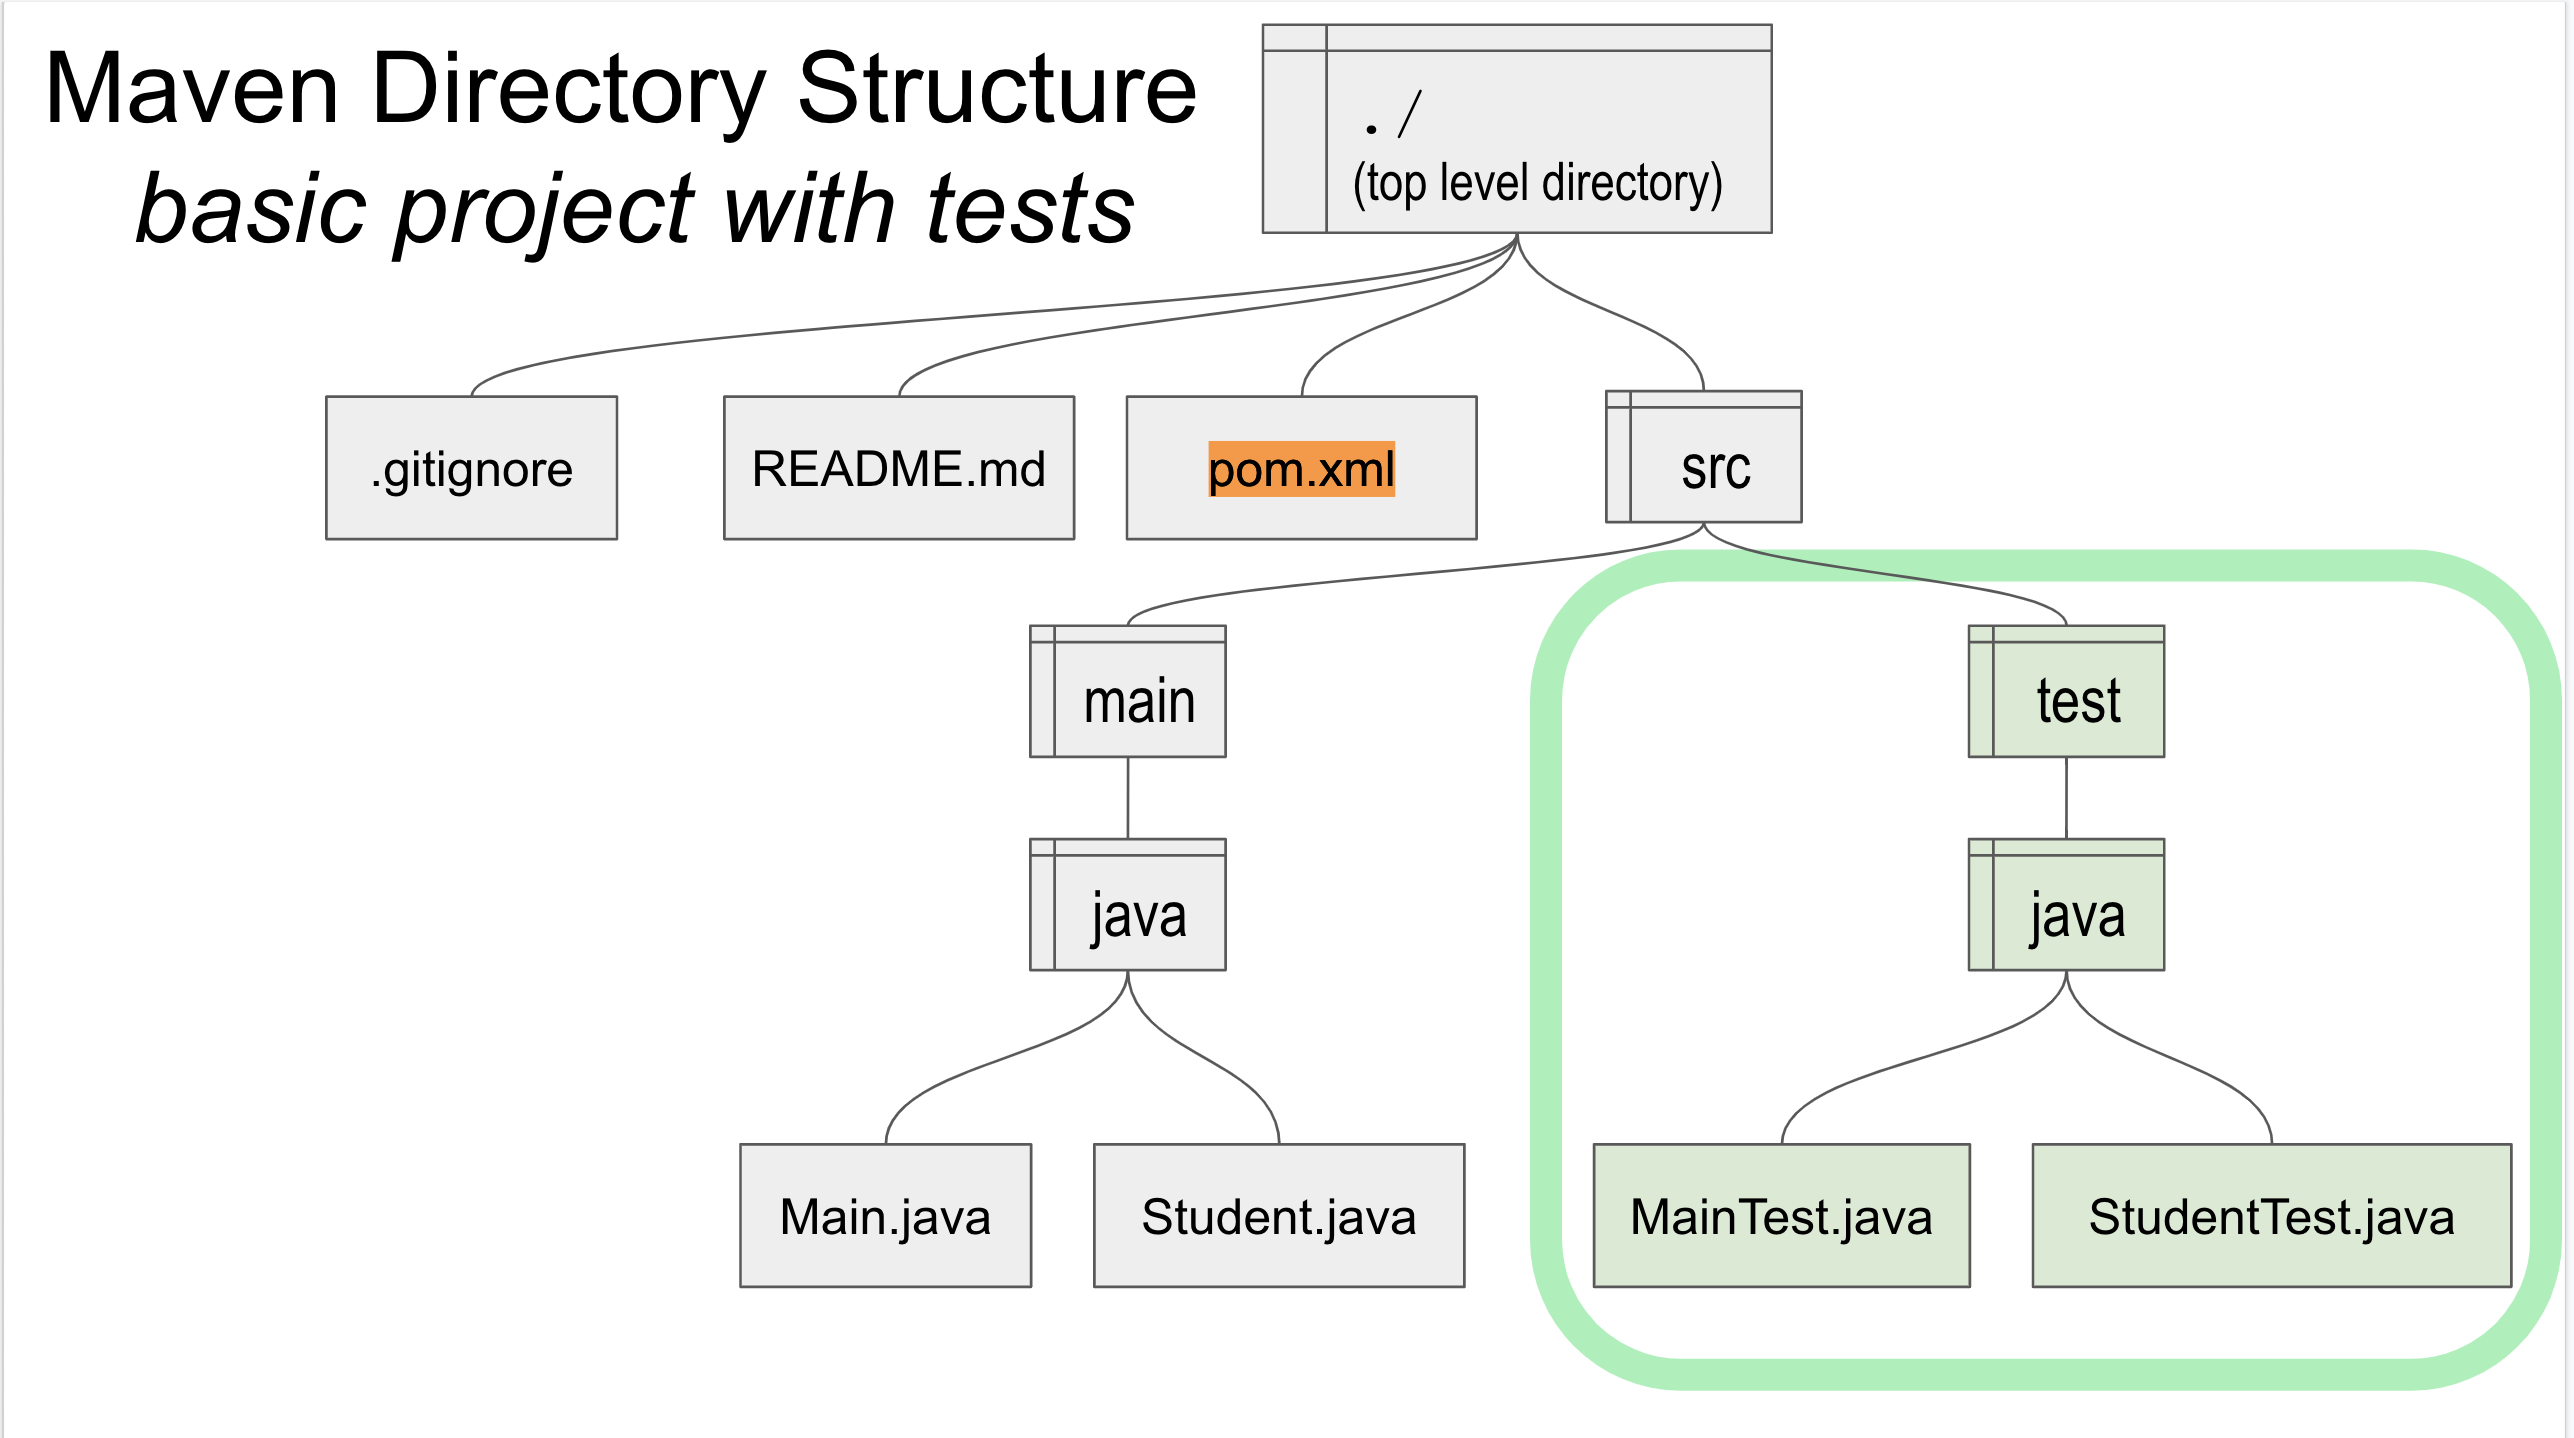 Maven Directory Structure
basic project with tests
./
(top level directory)
.gitignore
README.md
pom.xml
src
main
test
java
java
Main.java
Student.java
MainTest.java
StudentTest.java